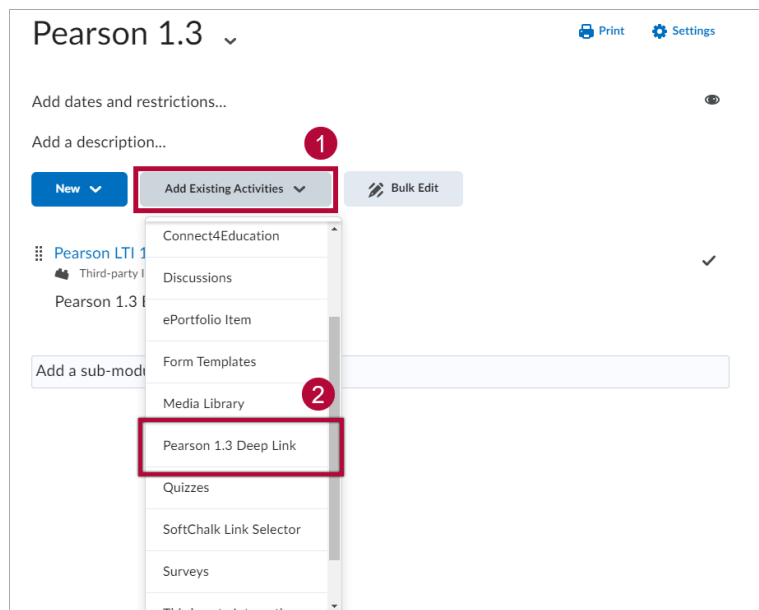 Pearson 1.3
Print
Settings
Add dates and restrictions...
Add a description...
1
New
Add Existing Activities
Bulk Edit
Connect4Education
Pearson LTI 1
Third-party I
Discussions
Pearson 1.3
ePortfolio Item
Form Templates
Add a sub-modu
Media Library
2
Pearson 1.3 Deep Link
Quizzes
SoftChalk Link Selector
Surveys